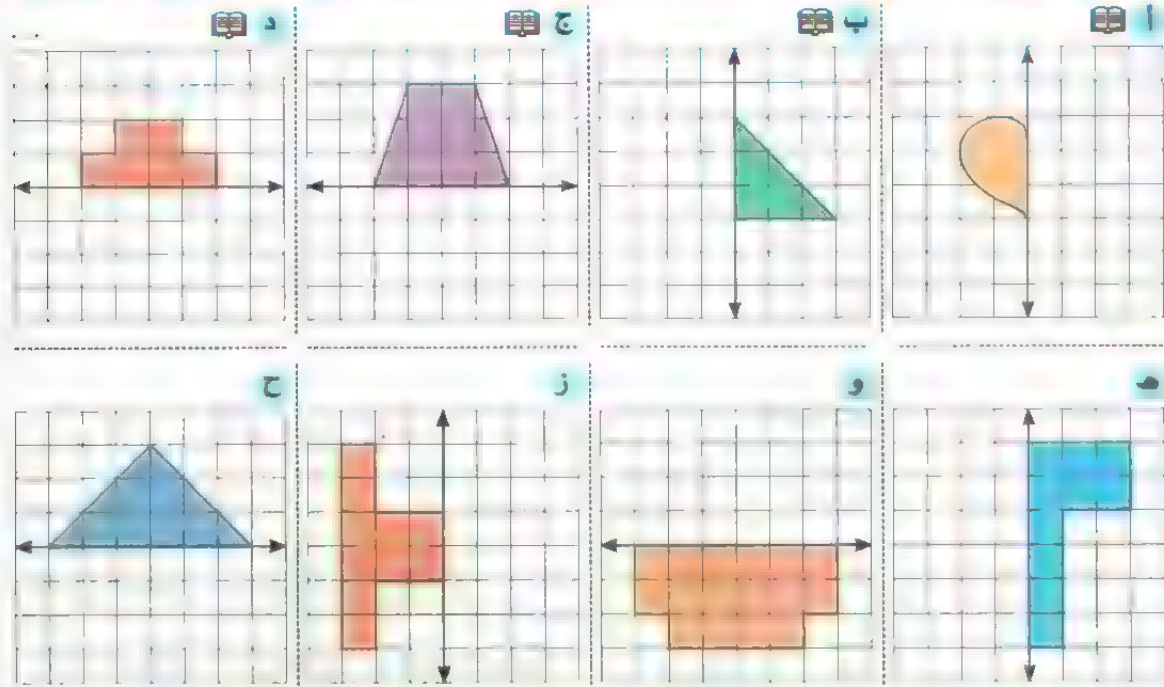 أ ب ج د
هـ و ز ح